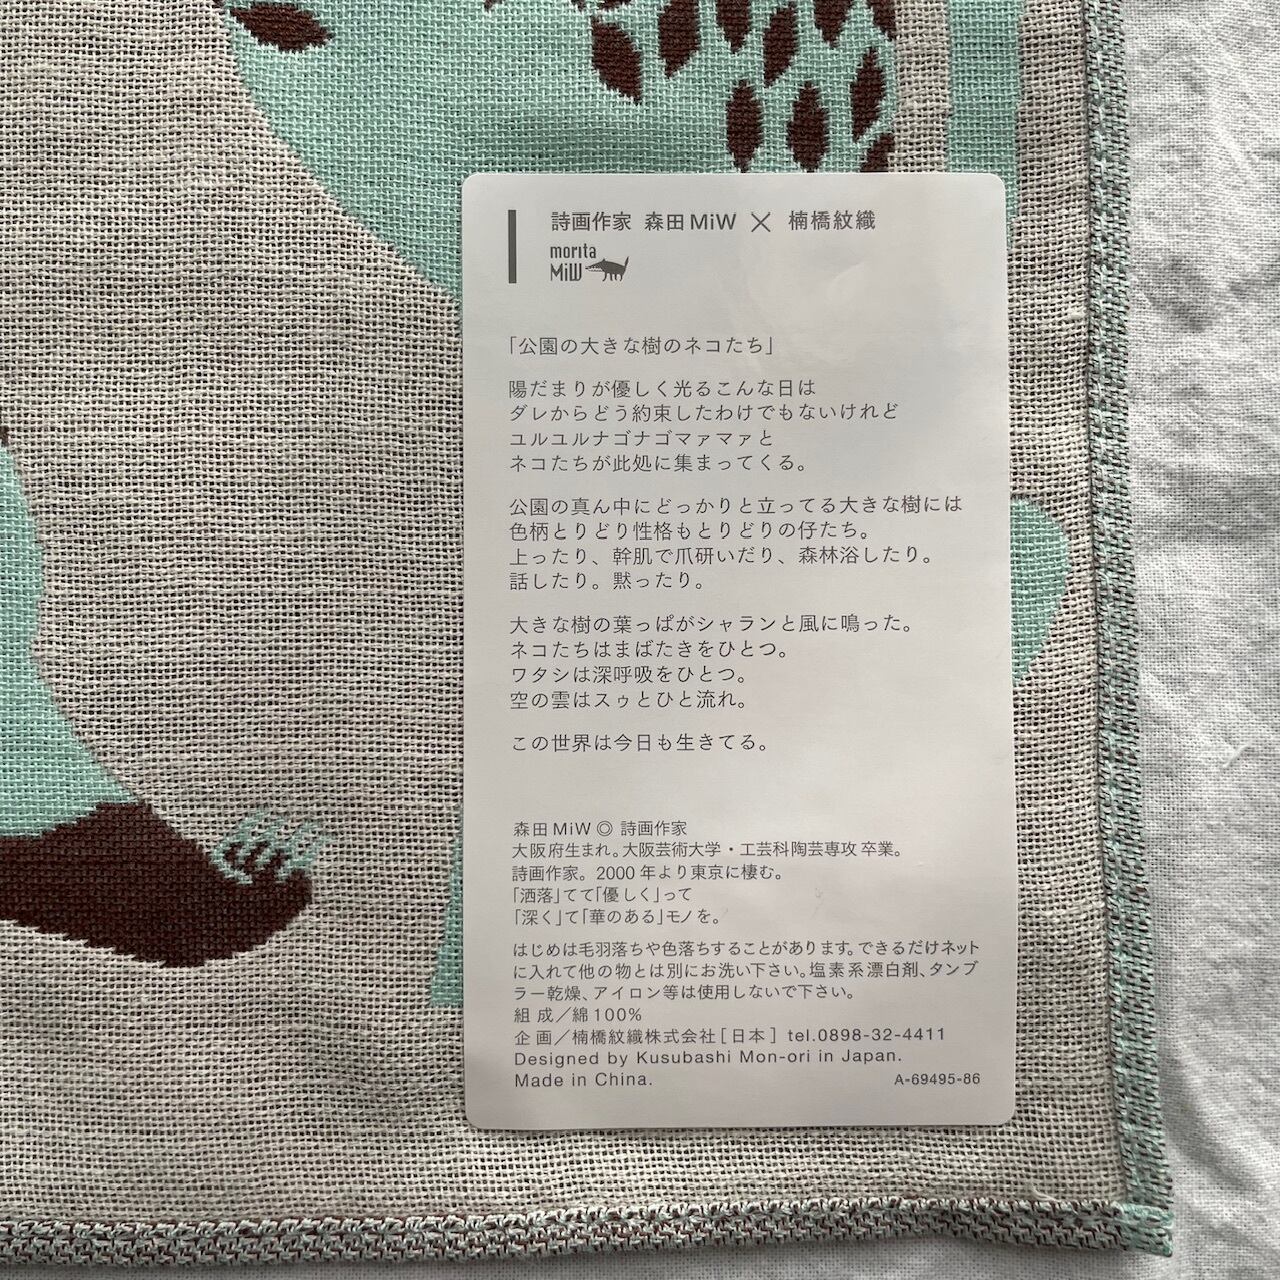 詩画作家 森田MiW × 楠橋紋織
morita
MiW
「公園の大きな樹のネコたち」
陽だまりが優しく光るこんな日は
ダレからどう約束したわけでもないけれど
ユルユルナゴナゴマァマァと
ネコたちが此処に集まってくる。
公園の真ん中にどっかりと立ってる大きな樹には
色柄とりどり性格もとりどりの仔たち。
上ったり、幹肌で爪研いだり、森林浴したり。
話したり。黙ったり。
大きな樹の葉っぱがシャランと風に鳴った。
ネコたちはまばたきをひとつ。
ワタシは深呼吸をひとつ。
空の雲はスゥとひと流れ。
この世界は今日も生きてる。
森田MiW◎詩画作家
大阪府生まれ。大阪芸術大学・工芸科陶芸専攻卒業。
詩画作家。2000年より東京に棲む。
「洒落」てて「優しく」って
「深く」て「華のある」モノを。
はじめは毛羽落ちや色落ちすることがあります。できるだけネット
に入れて他の物とは別にお洗い下さい。塩素系漂白剤、タンブ
ラー乾燥、アイロン等は使用しないで下さい。
組成／綿100%
企画／楠橋紋織株式会社［日本］ tel.0898-32-4411
Designed by Kusubashi Mon-ori in Japan.
Made in China. A-69495-86